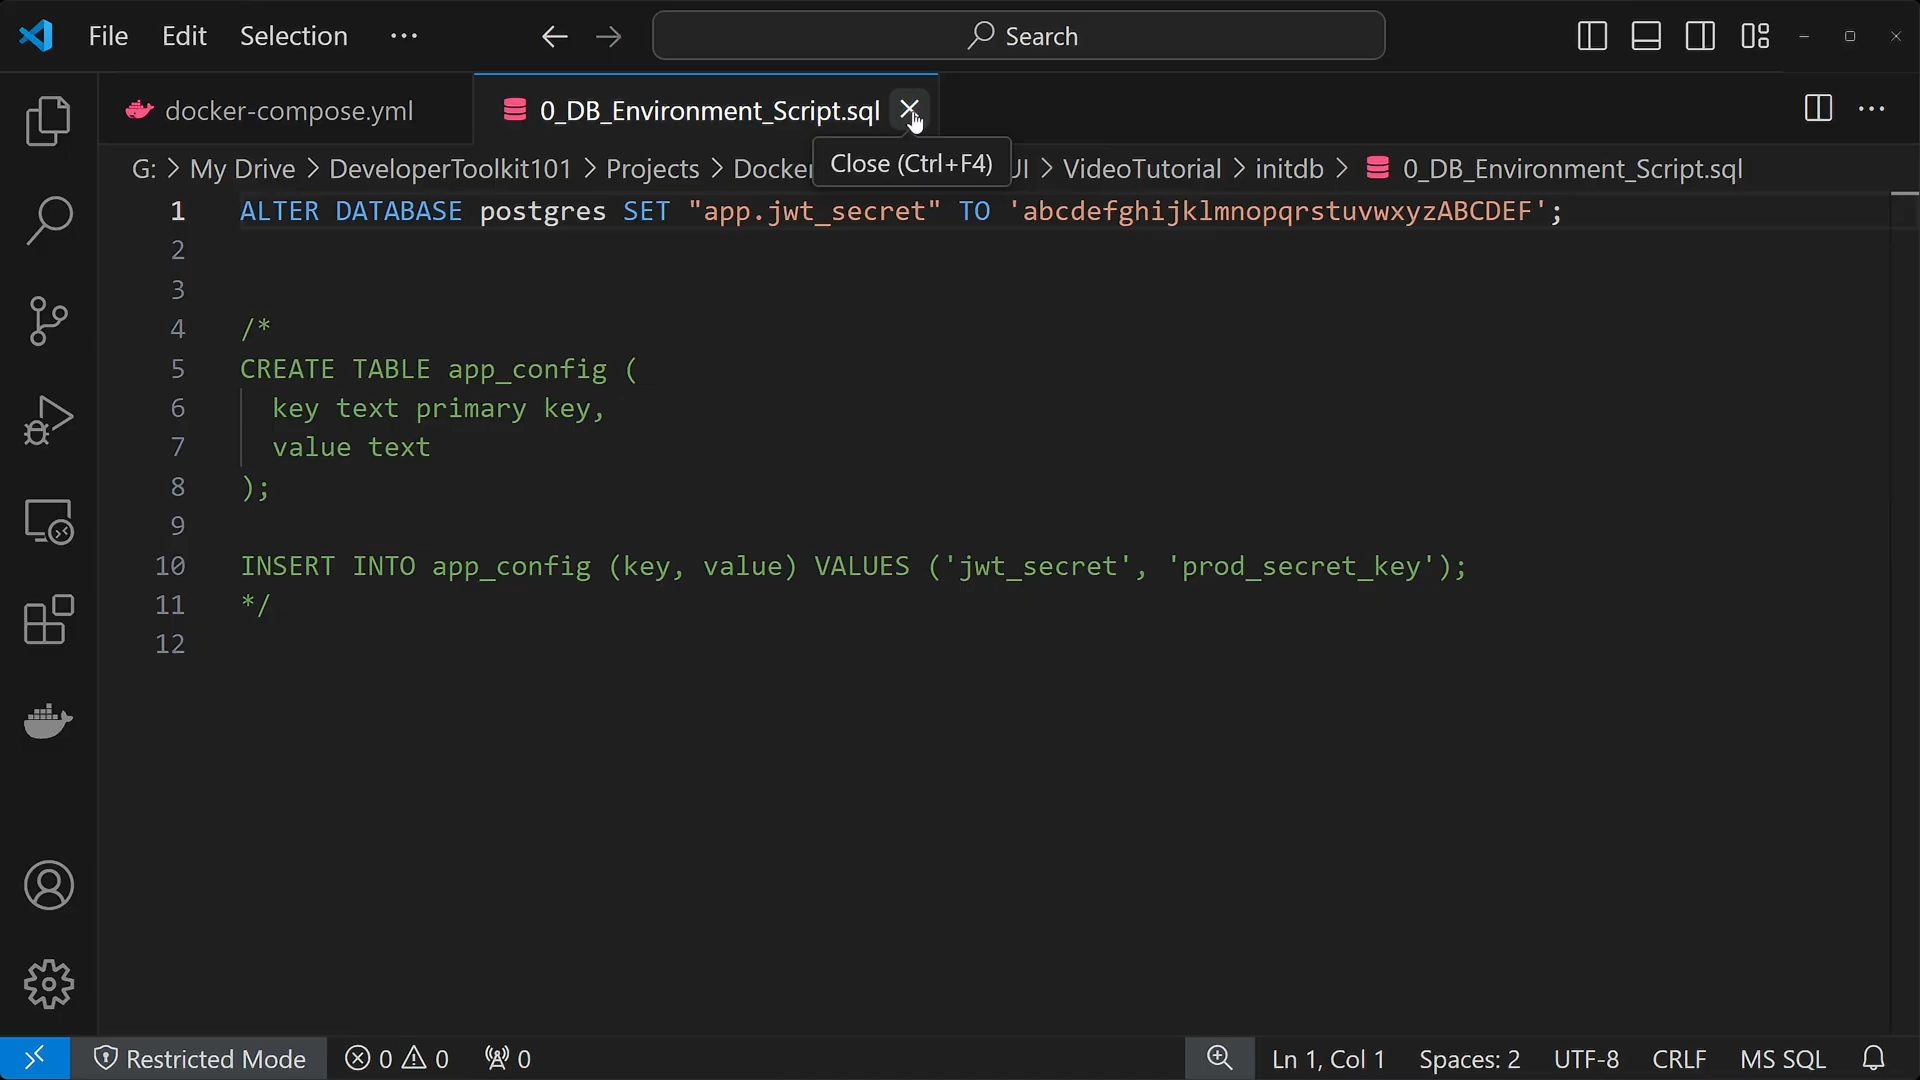 File Edit Selection ··· Search
docker-compose.yml 0_DB_Environment_Script.sql
Close (Ctrl+F4)
G: > My Drive > DeveloperToolkit101 > Projects > Docker UI > VideoTutorial > initdb > 0_DB_Environment_Script.sql
1 ALTER DATABASE postgres SET "app.jwt_secret" TO 'abcdefghijklmnopqrstuvwxyzABCDEF';
2
3
4 /*
5 CREATE TABLE app_config (
6 key text primary key,
7 value text
8 );
9
10 INSERT INTO app_config (key, value) VALUES ('jwt_secret', 'prod_secret_key');
11 */
12
Restricted Mode 0 0 0 Ln 1, Col 1 Spaces: 2 UTF-8 CRLF MS SQL